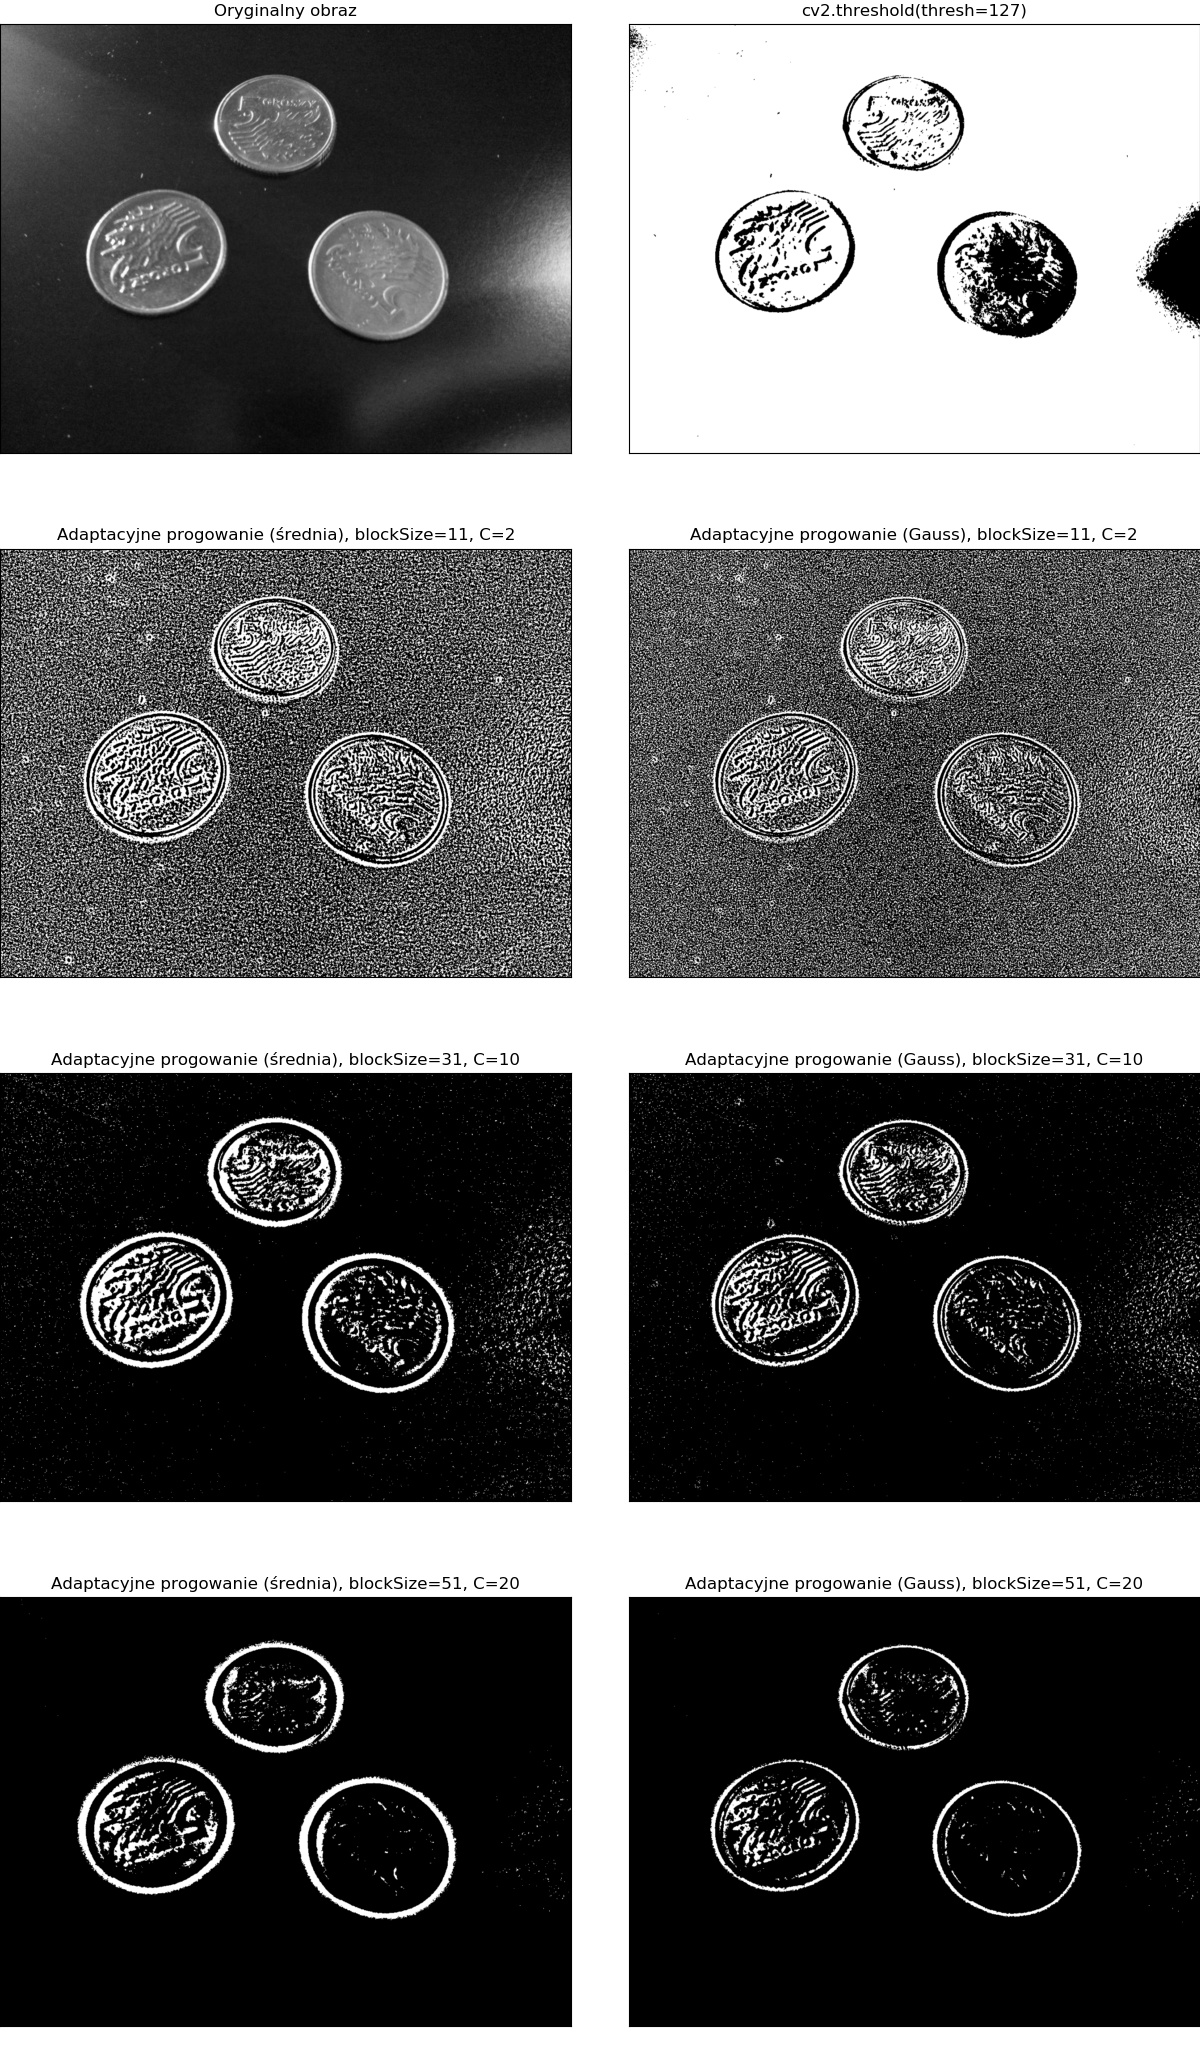 Oryginalny obraz
cv2.threshold(thresh=127)
5 GROSZY
Adaptacyjne progowanie (średnia), blockSize=11, C=2
Adaptacyjne progowanie (Gauss), blockSize=11, C=2
Adaptacyjne progowanie (średnia), blockSize=31, C=10
Adaptacyjne progowanie (Gauss), blockSize=31, C=10
Adaptacyjne progowanie (średnia), blockSize=51, C=20
Adaptacyjne progowanie (Gauss), blockSize=51, C=20